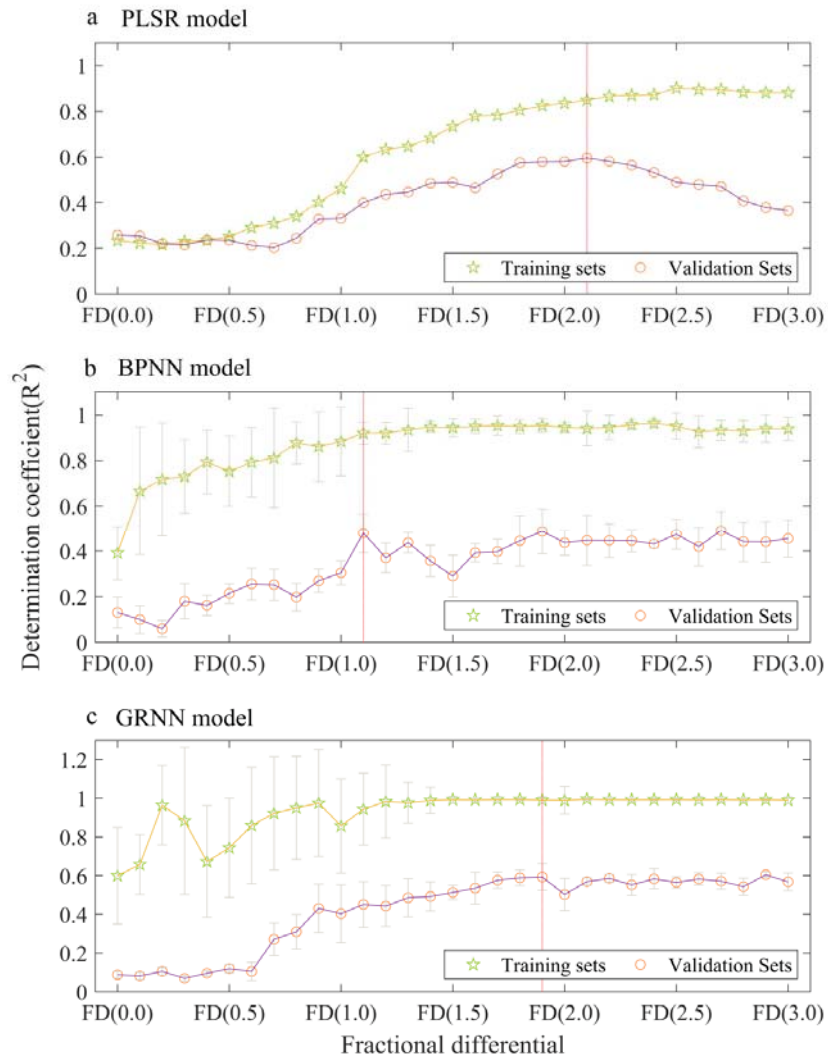 a PLSR model
1
0.8
0.6
0.4
0.2
0
Training sets Validation Sets
FD(0.0) FD(0.5) FD(1.0) FD(1.5) FD(2.0) FD(2.5) FD(3.0)
Determination coefficient(R²)
b BPNN model
1
0.8
0.6
0.4
0.2
0
Training sets Validation Sets
FD(0.0) FD(0.5) FD(1.0) FD(1.5) FD(2.0) FD(2.5) FD(3.0)
c GRNN model
1.2
1
0.8
0.6
0.4
0.2
0
Training sets Validation Sets
FD(0.0) FD(0.5) FD(1.0) FD(1.5) FD(2.0) FD(2.5) FD(3.0)
Fractional differential